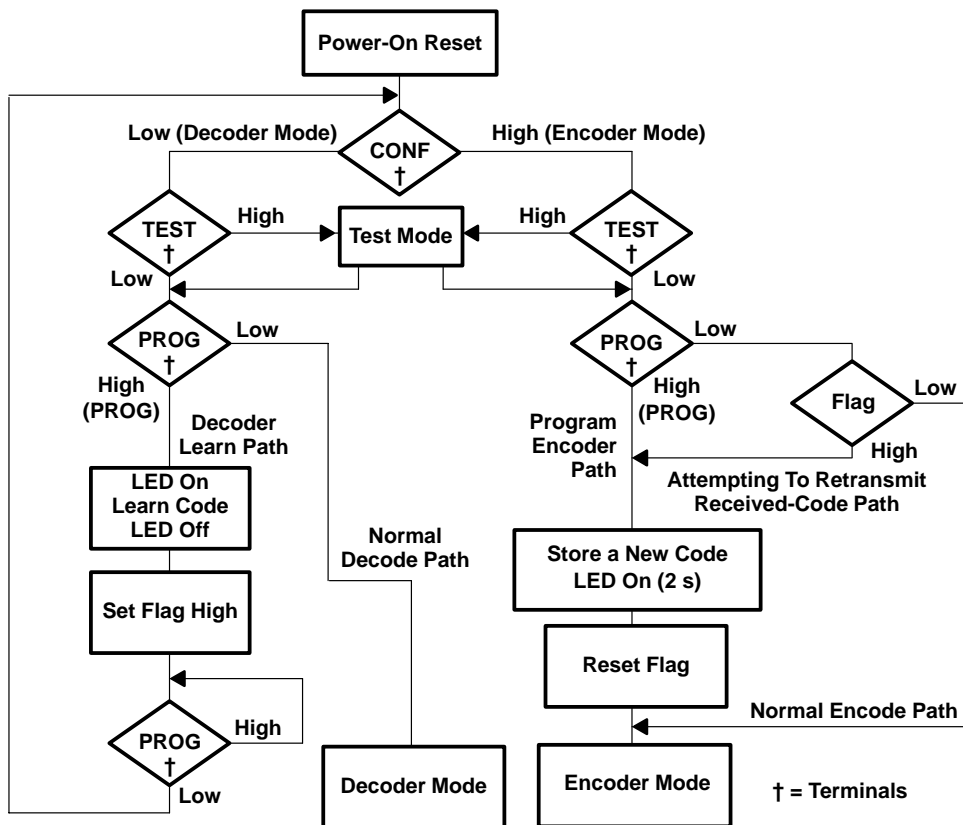 Power-On Reset
Low (Decoder Mode)
High (Encoder Mode)
CONF
†
TEST
†
High
Test Mode
High
TEST
†
Low
Low
PROG
†
Low
PROG
†
Low
High
(PROG)
High
(PROG)
Flag
Low
High
Decoder
Learn Path
Program
Encoder
Path
Attempting To Retransmit
Received-Code Path
LED On
Learn Code
LED Off
Normal
Decode Path
Store a New Code
LED On (2 s)
Set Flag High
Reset Flag
PROG
†
High
Low
Normal Encode Path
Decoder Mode
Encoder Mode
† = Terminals